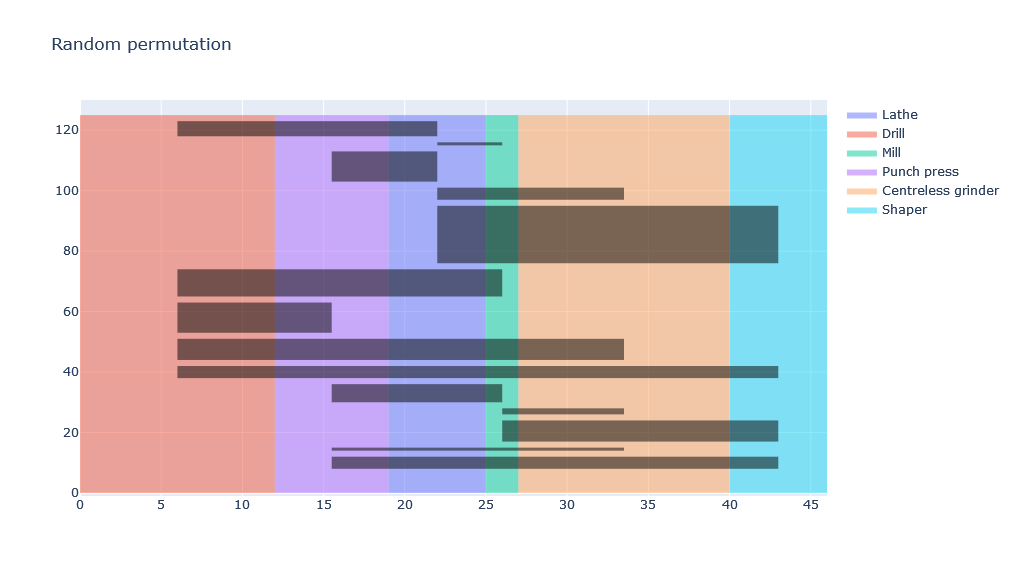 Random permutation
Lathe
Drill
Mill
Punch press
Centreless grinder
Shaper
120
100
80
60
40
20
0
0 5 10 15 20 25 30 35 40 45